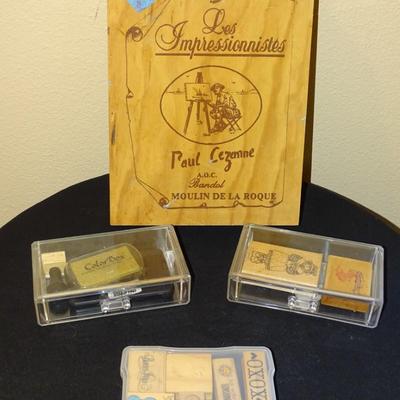 Les
Impressionnistes
Paul Cezanne
A.O.C.
Bandol
MOULIN DE LA ROQUE
ColorBox
XOXO